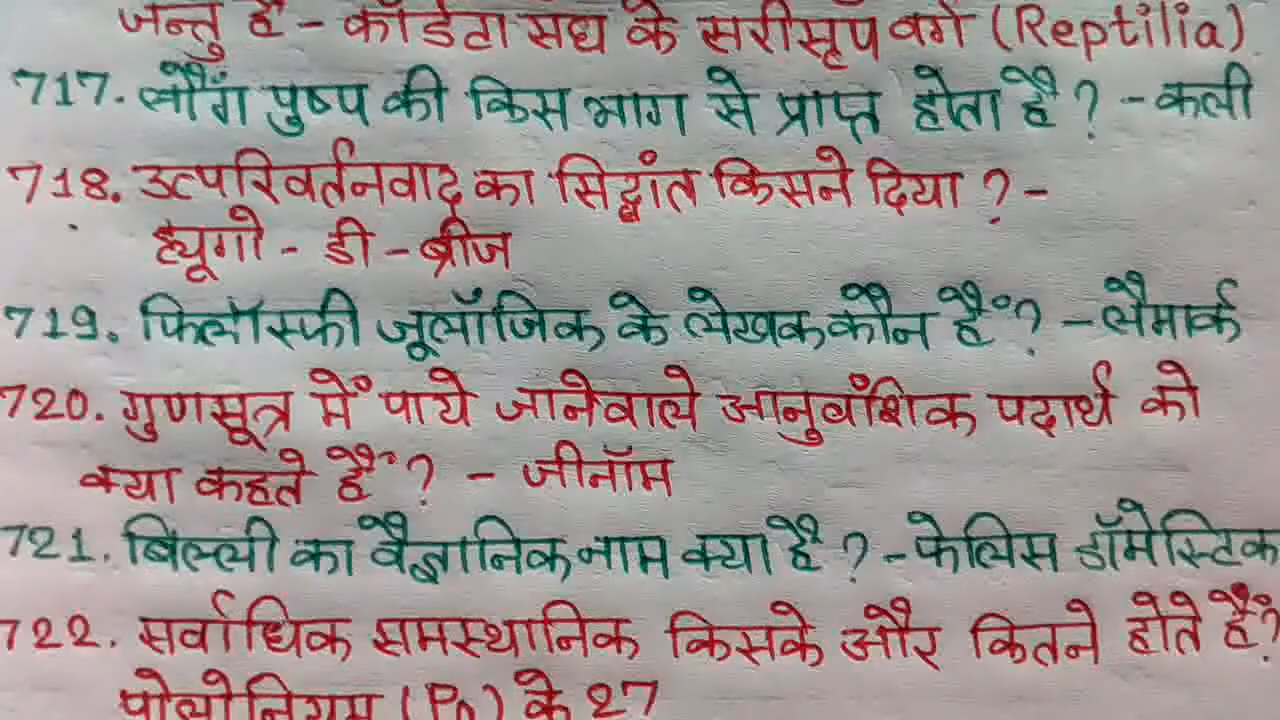 जन्तु है - कॉर्डेटा संघ के सरीसृप वर्ग (Reptilia)
717. लौंग पुष्प की किस भाग से प्राप्त होता है ? - कली
718. उत्परिवर्तनवाद का सिद्धांत किसने दिया ? -
ह्यूगो - डी - ब्रीज
719. फिलॉस्फी जूलॉजिक के लेखक कौन हैं ? - लैमार्क
720. गुणसूत्र में पाये जानेवाले आनुवंशिक पदार्थ को
क्या कहते हैं ? - जीनॉम
721. बिल्ली का वैज्ञानिक नाम क्या है ? - फेलिस डॉमेस्टिक
722. सर्वाधिक समस्थानिक किसके और कितने होते हैं?
पोलोनियम (Po) के 27